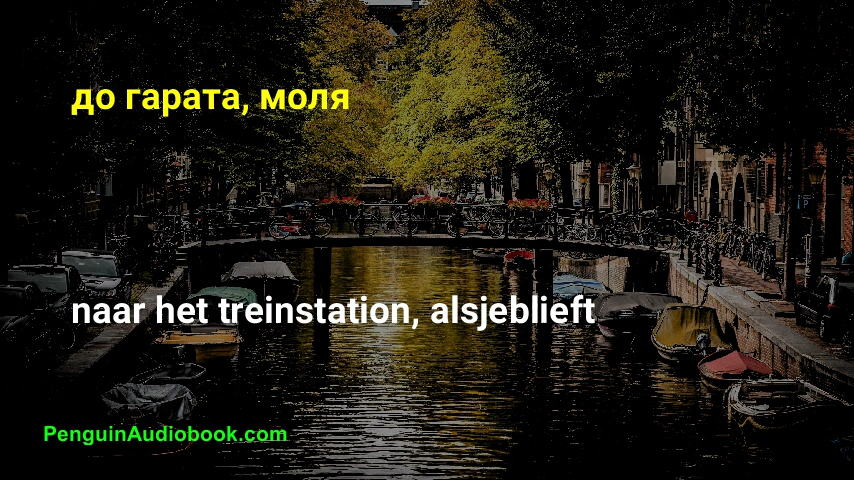 до гарата, моля
naar het treinstation, alsjeblieft
PenguinAudiobook.com